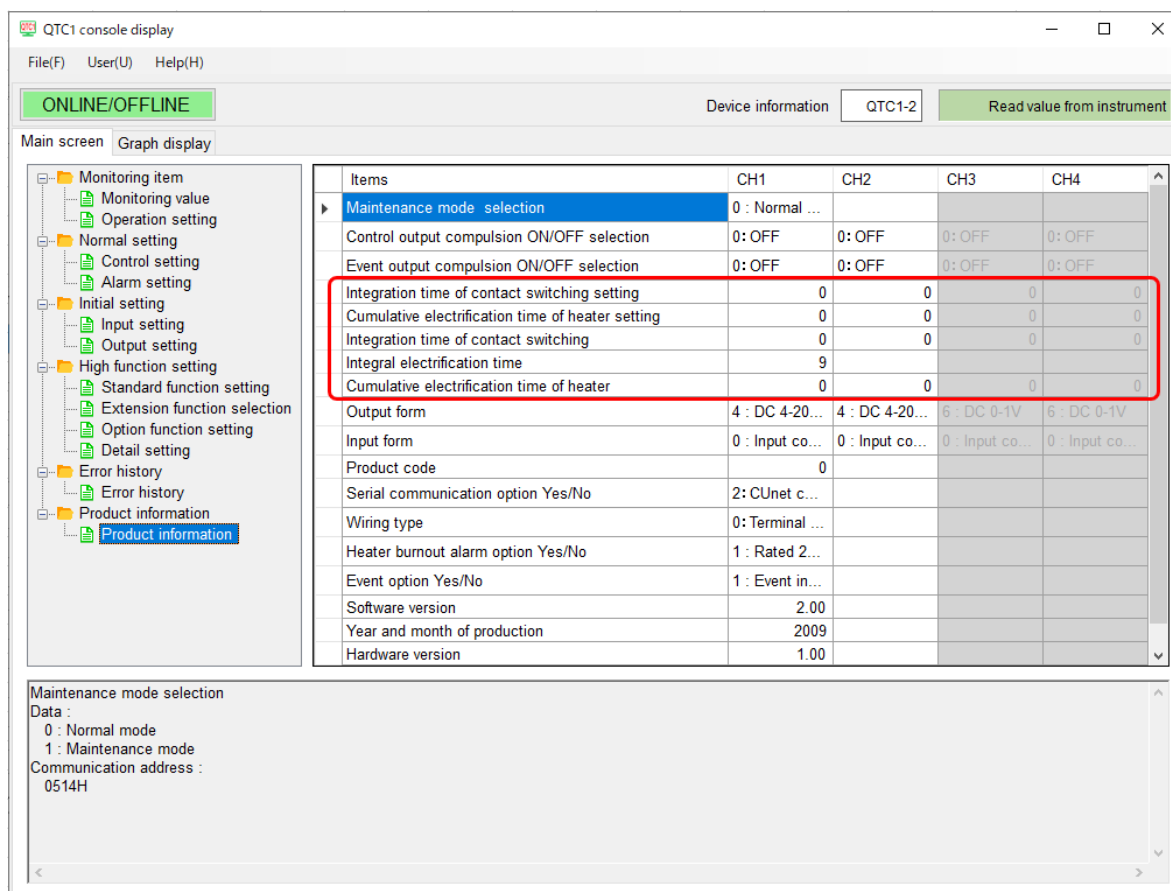 QTC1 console display
File(F) User(U) Help(H)
ONLINE/OFFLINE Device information QTC1-2 Read value from instrument
Main screen Graph display
Monitoring item
Monitoring value
Operation setting
Normal setting
Control setting
Alarm setting
Initial setting
Input setting
Output setting
High function setting
Standard function setting
Extension function selection
Option function setting
Detail setting
Error history
Error history
Product information
Product information
Items CH1 CH2 CH3 CH4
Maintenance mode selection 0 : Normal ...
Control output compulsion ON/OFF selection 0: OFF 0: OFF 0: OFF 0: OFF
Event output compulsion ON/OFF selection 0: OFF 0: OFF 0: OFF 0: OFF
Integration time of contact switching setting 0 0 0 0
Cumulative electrification time of heater setting 0 0 0 0
Integration time of contact switching 0 0 0 0
Integral electrification time 9
Cumulative electrification time of heater 0 0 0 0
Output form 4 : DC 4-20... 4 : DC 4-20... 6 : DC 0-1V 6 : DC 0-1V
Input form 0 : Input co... 0 : Input co... 0 : Input co... 0 : Input co...
Product code 0
Serial communication option Yes/No 2: CUnet c...
Wiring type 0: Terminal ...
Heater burnout alarm option Yes/No 1 : Rated 2...
Event option Yes/No 1 : Event in...
Software version 2.00
Year and month of production 2009
Hardware version 1.00
Maintenance mode selection
Data :
0 : Normal mode
1 : Maintenance mode
Communication address :
0514H